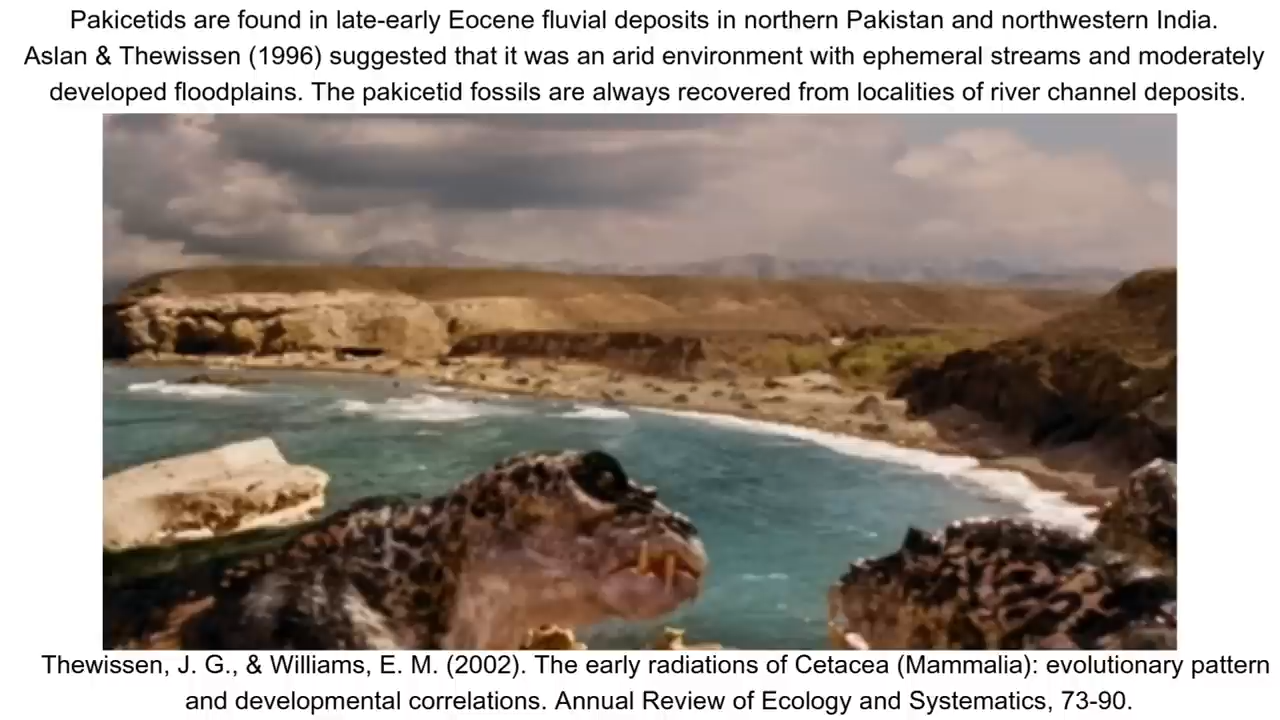 Pakicetids are found in late-early Eocene fluvial deposits in northern Pakistan and northwestern India.
Aslan & Thewissen (1996) suggested that it was an arid environment with ephemeral streams and moderately
developed floodplains. The pakicetid fossils are always recovered from localities of river channel deposits.
Thewissen, J. G., & Williams, E. M. (2002). The early radiations of Cetacea (Mammalia): evolutionary pattern
and developmental correlations. Annual Review of Ecology and Systematics, 73-90.